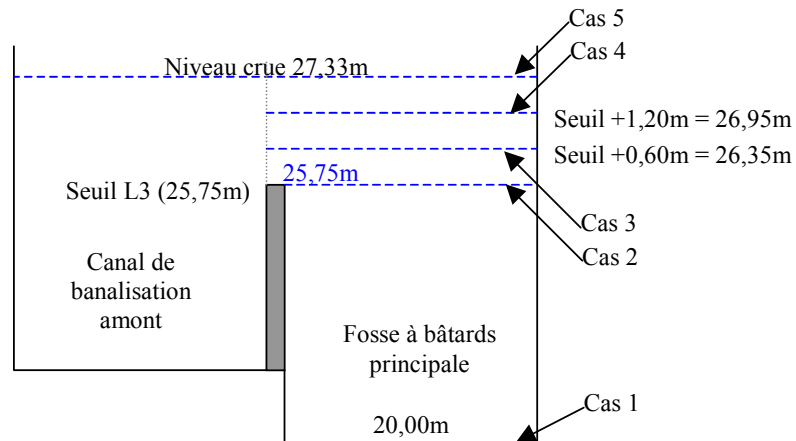 Cas 5
Cas 4
Niveau crue 27,33m
Seuil +1,20m = 26,95m
Seuil +0,60m = 26,35m
25,75m
Seuil L3 (25,75m)
Cas 3
Cas 2
Canal de
banalisation
amont
Fosse à bâtards
principale
Cas 1
20,00m